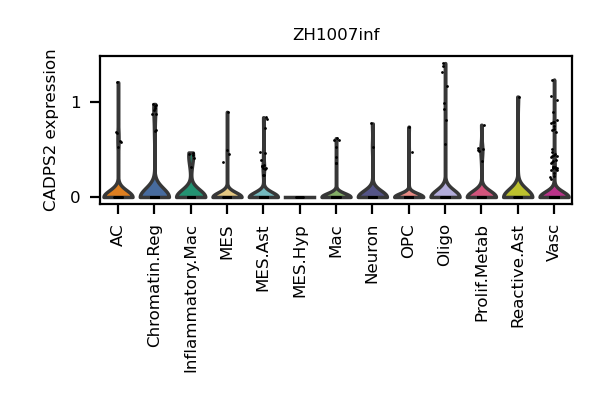 ZH1007inf
CADPS2 expression
1
0
AC
Chromatin.Reg
Inflammatory.Mac
MES
MES.Ast
MES.Hyp
Mac
Neuron
OPC
Oligo
Prolif.Metab
Reactive.Ast
Vasc